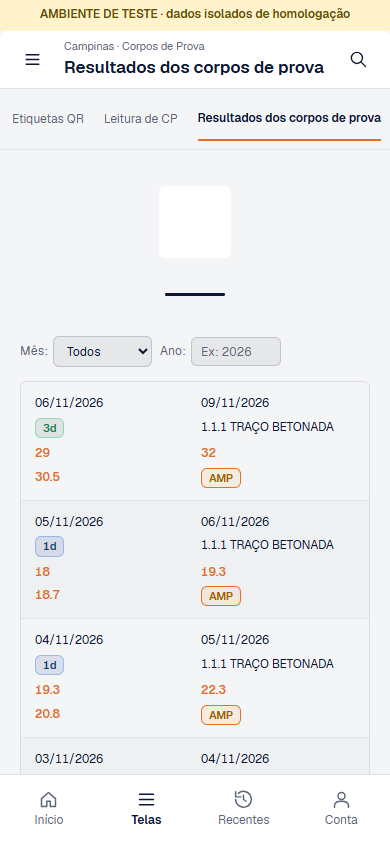 AMBIENTE DE TESTE · dados isolados de homologação
Campinas · Corpos de Prova
Resultados dos corpos de prova
Etiquetas QR Leitura de CP Resultados dos corpos de prova
Mês: Todos Ano: Ex: 2026
06/11/2026 09/11/2026
3d 1.1.1 TRAÇO BETONADA
29 32
30.5 AMP
05/11/2026 06/11/2026
1d 1.1.1 TRAÇO BETONADA
18 19.3
18.7 AMP
04/11/2026 05/11/2026
1d 1.1.1 TRAÇO BETONADA
19.3 22.3
20.8 AMP
03/11/2026 04/11/2026
Início Telas Recentes Conta